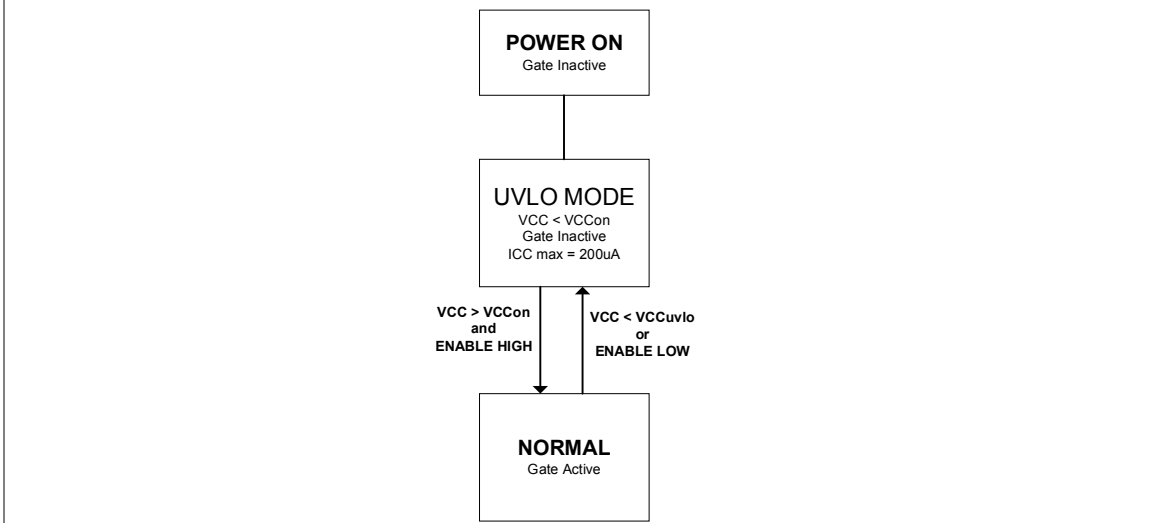 POWER ON
Gate Inactive
UVLO MODE
VCC < VCCon
Gate Inactive
ICC max = 200uA
VCC > VCCon
and
ENABLE HIGH
VCC < VCCuvlo
or
ENABLE LOW
NORMAL
Gate Active